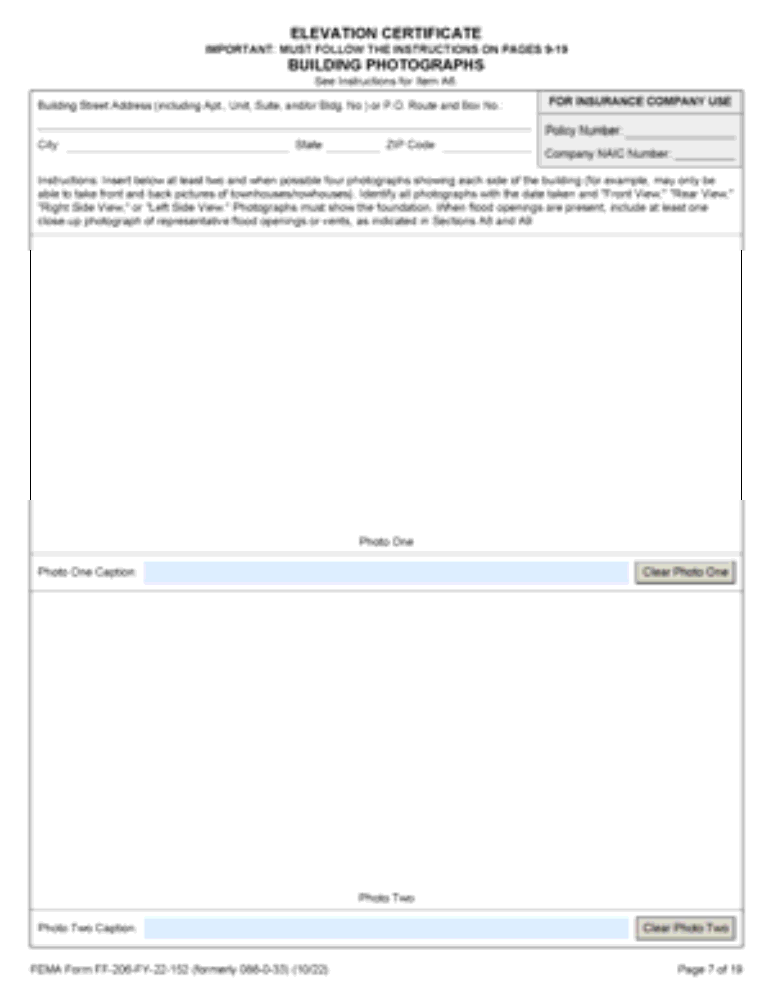 ELEVATION CERTIFICATE
IMPORTANT: MUST FOLLOW THE INSTRUCTIONS ON PAGES 9-19
BUILDING PHOTOGRAPHS
See Instructions for Item A6.
Building Street Address (including Apt., Unit, Suite, and/or Bldg. No.) or P.O. Route and Box No.:
FOR INSURANCE COMPANY USE
City State ZIP Code
Policy Number:
Company NAIC Number:
Instructions: Insert below at least two and when possible four photographs showing each side of the building (for example, may only be
able to take front and back pictures of townhouses/rowhouses). Identify all photographs with the date taken and "Front View," "Rear View,"
"Right Side View," or "Left Side View." Photographs must show the foundation. When flood openings are present, include at least one
close-up photograph of representative flood openings or vents, as indicated in Sections A8 and A9.
Photo One
Photo One Caption: Clear Photo One
Photo Two
Photo Two Caption: Clear Photo Two
FEMA Form FF-206-FY-22-152 (formerly 086-0-33) (10/22) Page 7 of 19